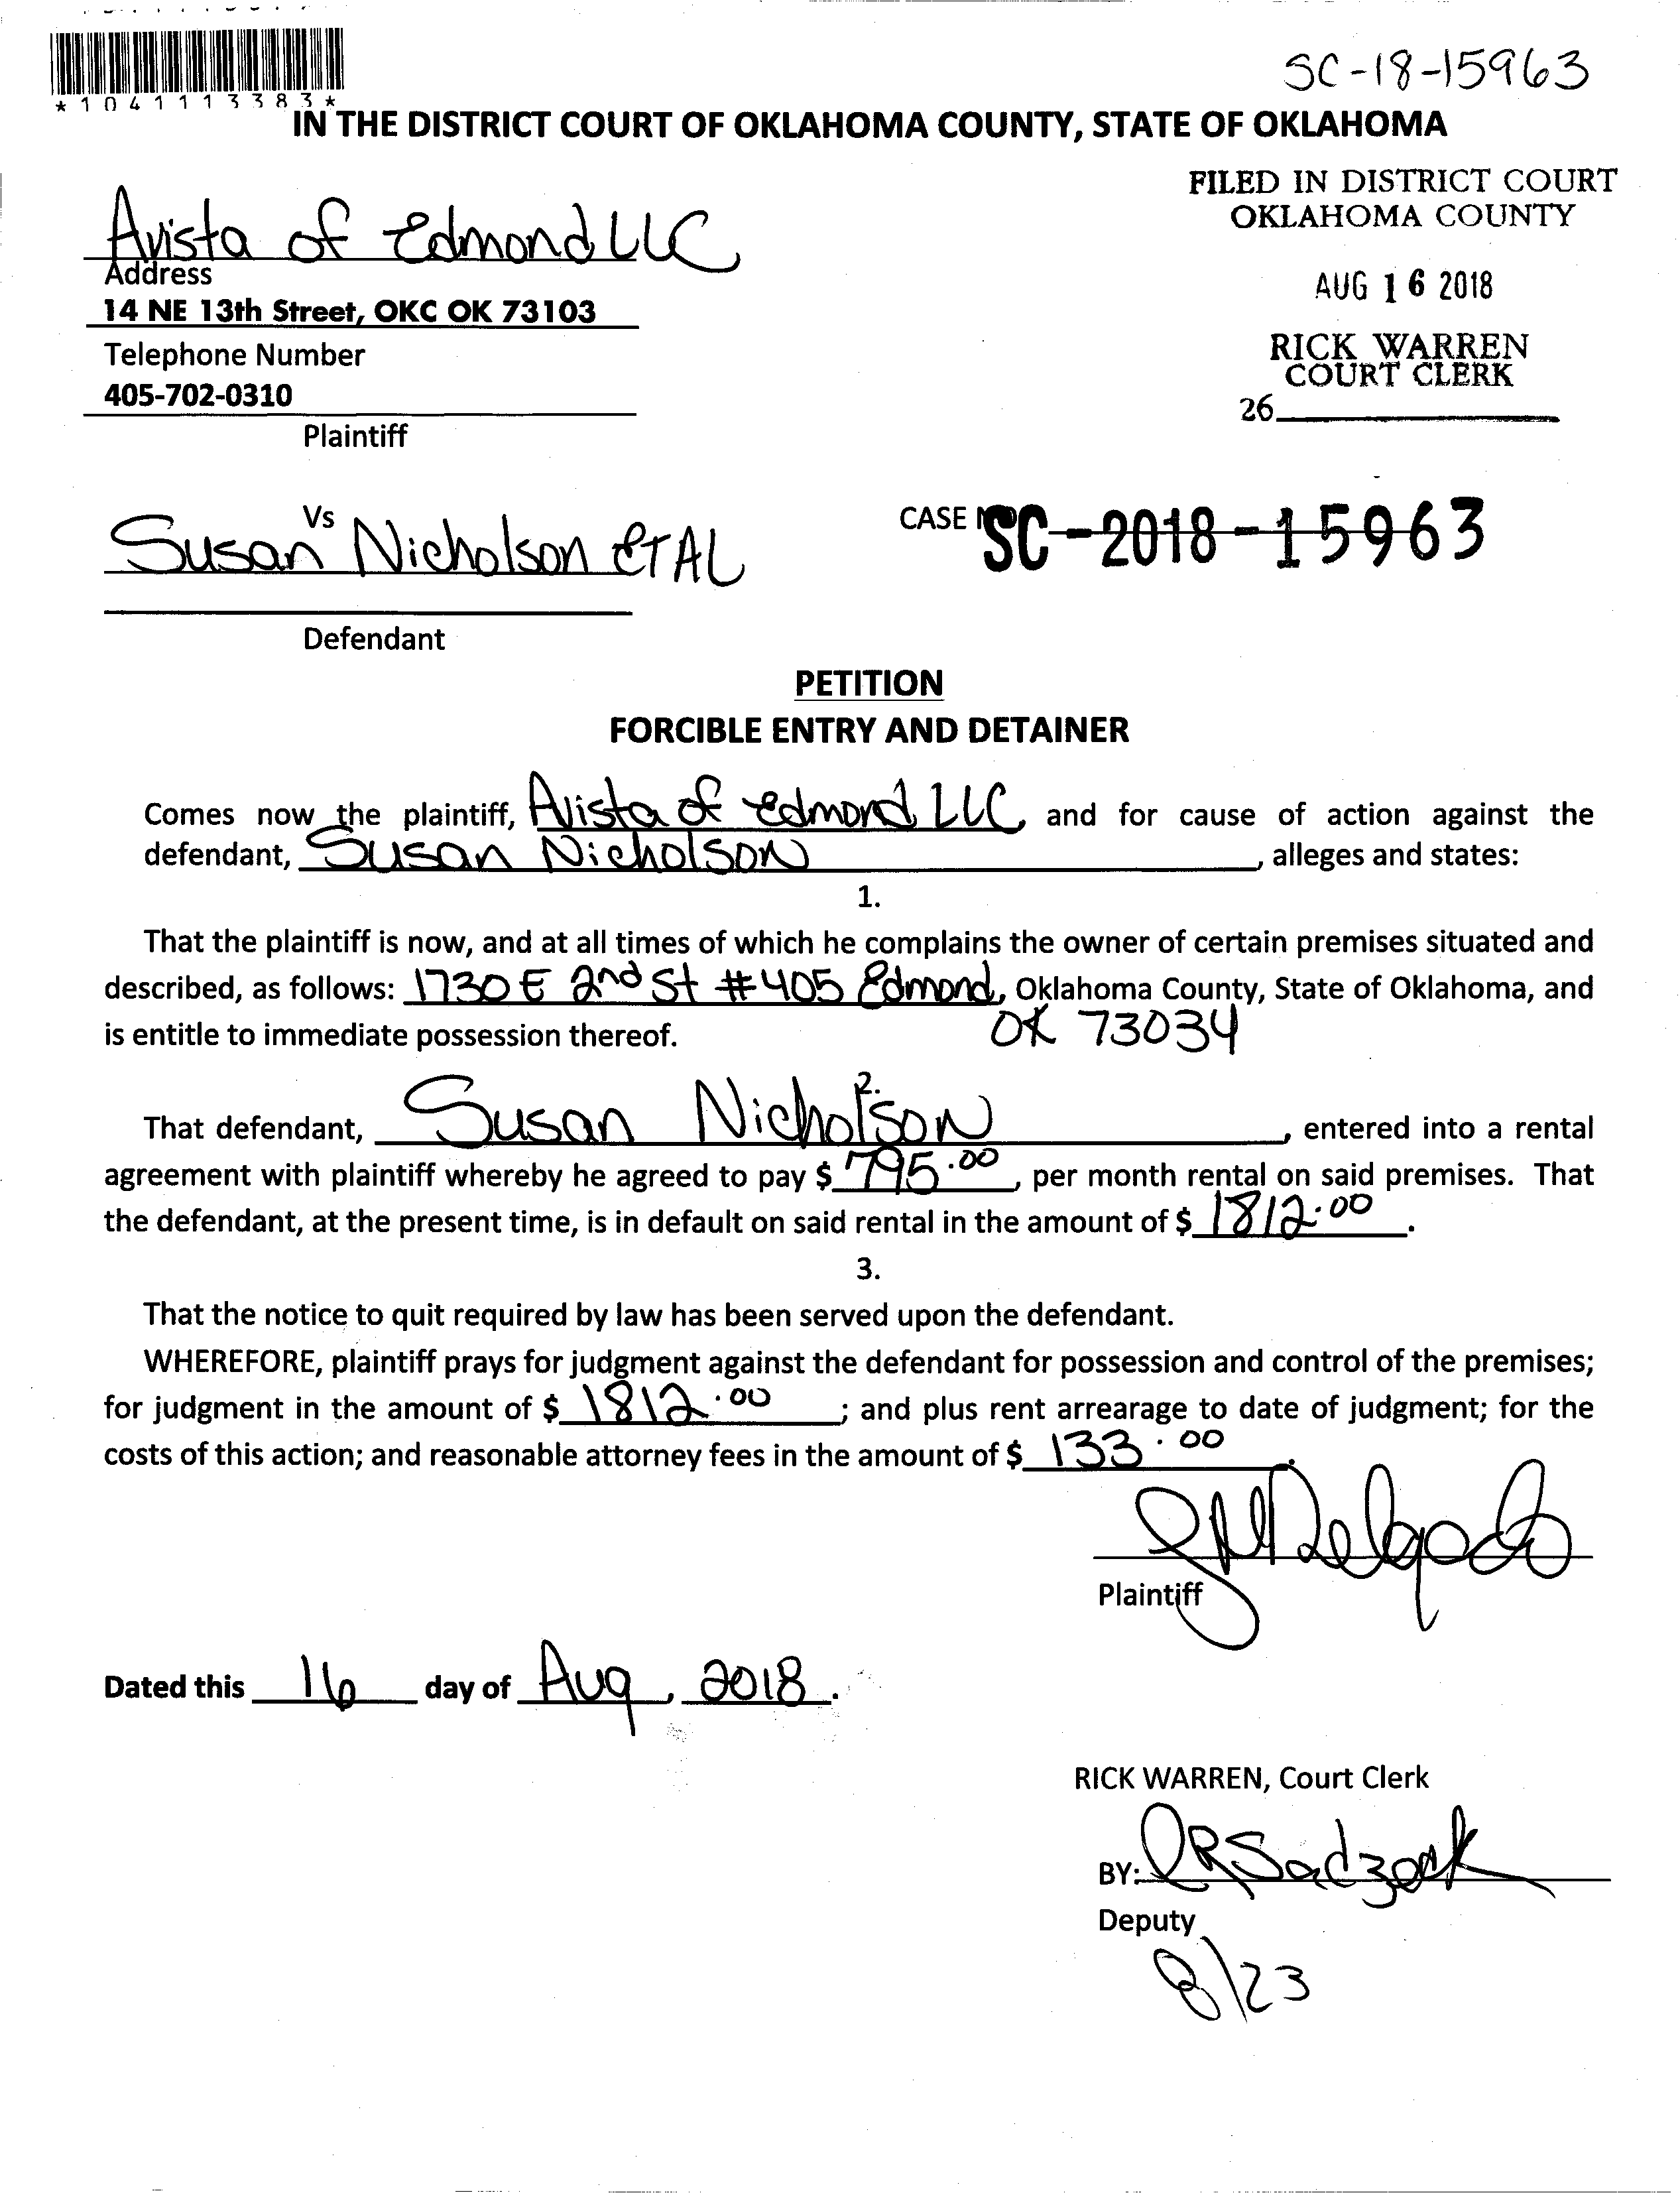 SC-18-15963
*1041113383*
IN THE DISTRICT COURT OF OKLAHOMA COUNTY, STATE OF OKLAHOMA
FILED IN DISTRICT COURT
OKLAHOMA COUNTY
Avista of Edmond LLC
Address
AUG 16 2018
14 NE 13th Street, OKC OK 73103
RICK WARREN
COURT CLERK
Telephone Number
405-702-0310
26
Plaintiff
Vs
CASE NO SC-2018-15963
Susan Nicholson ETAL
Defendant
PETITION
FORCIBLE ENTRY AND DETAINER
Comes now the plaintiff, Avista of Edmond LLC, and for cause of action against the
defendant, Susan Nicholson, alleges and states:
1.
That the plaintiff is now, and at all times of which he complains the owner of certain premises situated and
described, as follows: 1730 E 2nd St #405 Edmond, Oklahoma County, State of Oklahoma, and
is entitle to immediate possession thereof. OK 73034
2.
That defendant, Susan Nicholson, entered into a rental
agreement with plaintiff whereby he agreed to pay $ 795.00, per month rental on said premises. That
the defendant, at the present time, is in default on said rental in the amount of $ 1812.00.
3.
That the notice to quit required by law has been served upon the defendant.
WHEREFORE, plaintiff prays for judgment against the defendant for possession and control of the premises;
for judgment in the amount of $ 1812.00; and plus rent arrearage to date of judgment; for the
costs of this action; and reasonable attorney fees in the amount of $ 133.00.
Delgado
Plaintiff
Dated this 16 day of Aug, 2018.
RICK WARREN, Court Clerk
BY:
Deputy
8/23